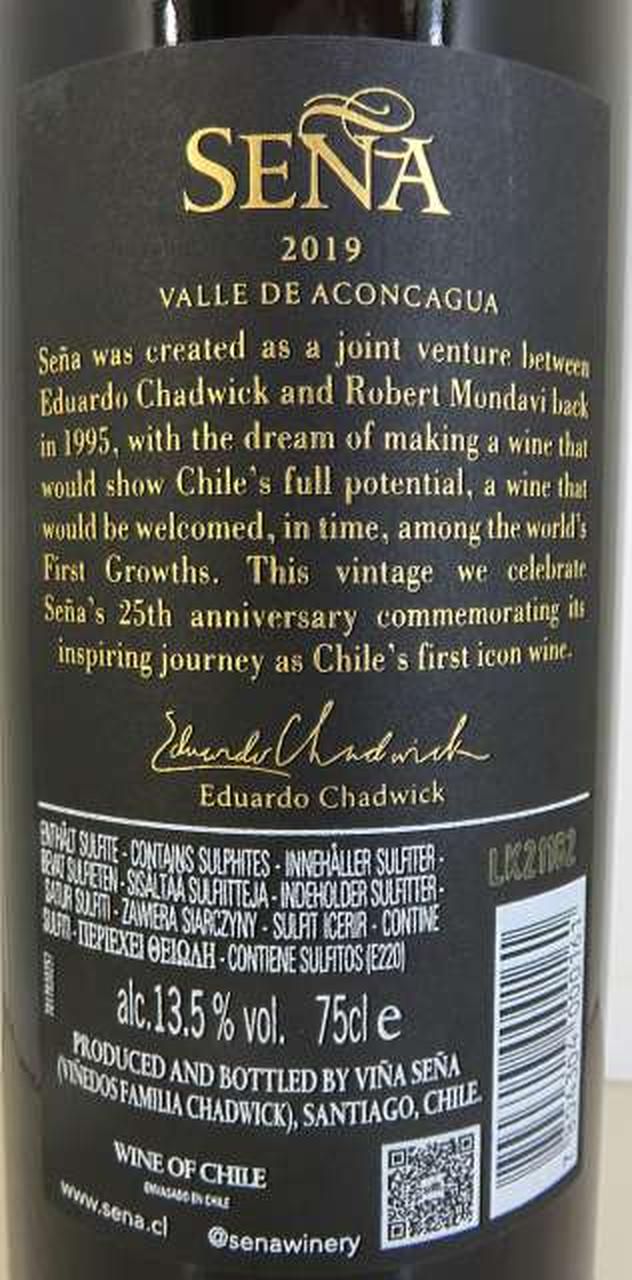 SEÑA
2019
VALLE DE ACONCAGUA
Seña was created as a joint venture between
Eduardo Chadwick and Robert Mondavi back
in 1995, with the dream of making a wine that
would show Chile's full potential, a wine that
would be welcomed, in time, among the world's
First Growths. This vintage we celebrate
Seña's 25th anniversary commemorating its
inspiring journey as Chile's first icon wine.
Eduardo Chadwick
Eduardo Chadwick
ENTHÄLT SULFITE - CONTAINS SULPHITES - INNEHÅLLER SULFITER -
BEVAT SULFIETEN - SISÄLTÄÄ SULFIITTEJA - INDEHOLDER SULFITTER -
SATUR SULFITI - ZAWIERA SIARCZYNY - SULFIT ICERIR - CONTINE
SULFITI - ΠΕΡΙΕΧΕΙ ΘΕΙΩΔΗ - CONTIENE SULFITOS (E220)
alc.13.5 % vol. 75cl e
PRODUCED AND BOTTLED BY VIÑA SEÑA
(VIÑEDOS FAMILIA CHADWICK), SANTIAGO, CHILE.
WINE OF CHILE
ENVASADO EN CHILE
www.sena.cl
@senawinery